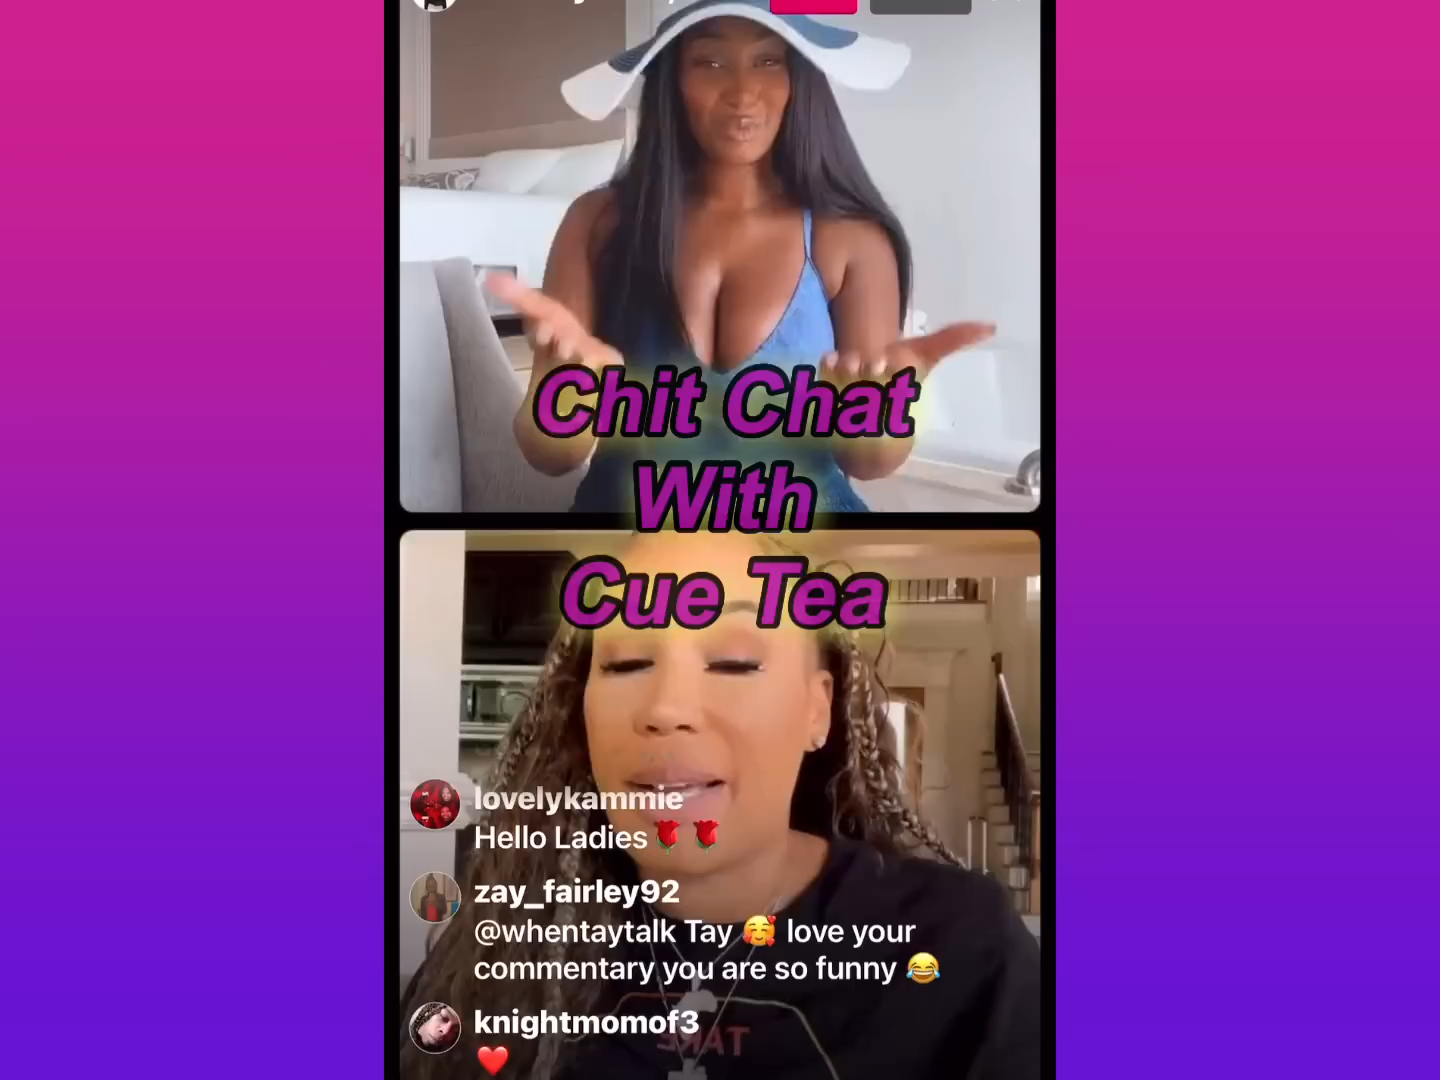 Chit Chat
With
Cue Tea
lovelykammie
Hello Ladies🌹🌹
zay_fairley92
@whentaytalk Tay 🥰 love your
commentary you are so funny 😂
knightmomof3
❤️
TAKE